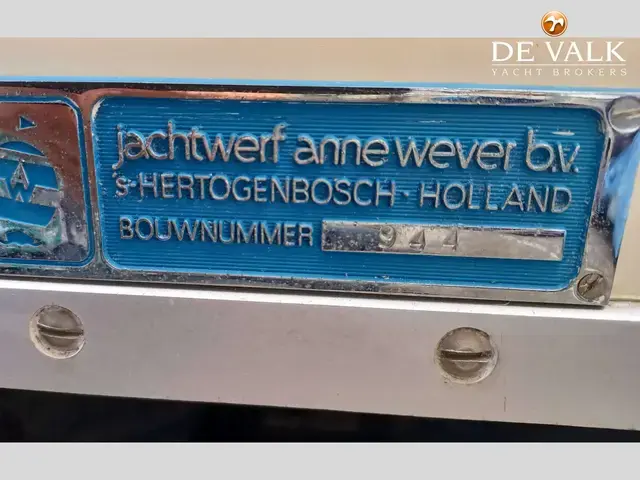 DE VALK
YACHT BROKERS
A
W
jachtwerf anne wever b.v.
s-HERTOGENBOSCH - HOLLAND
BOUWNUMMER 944